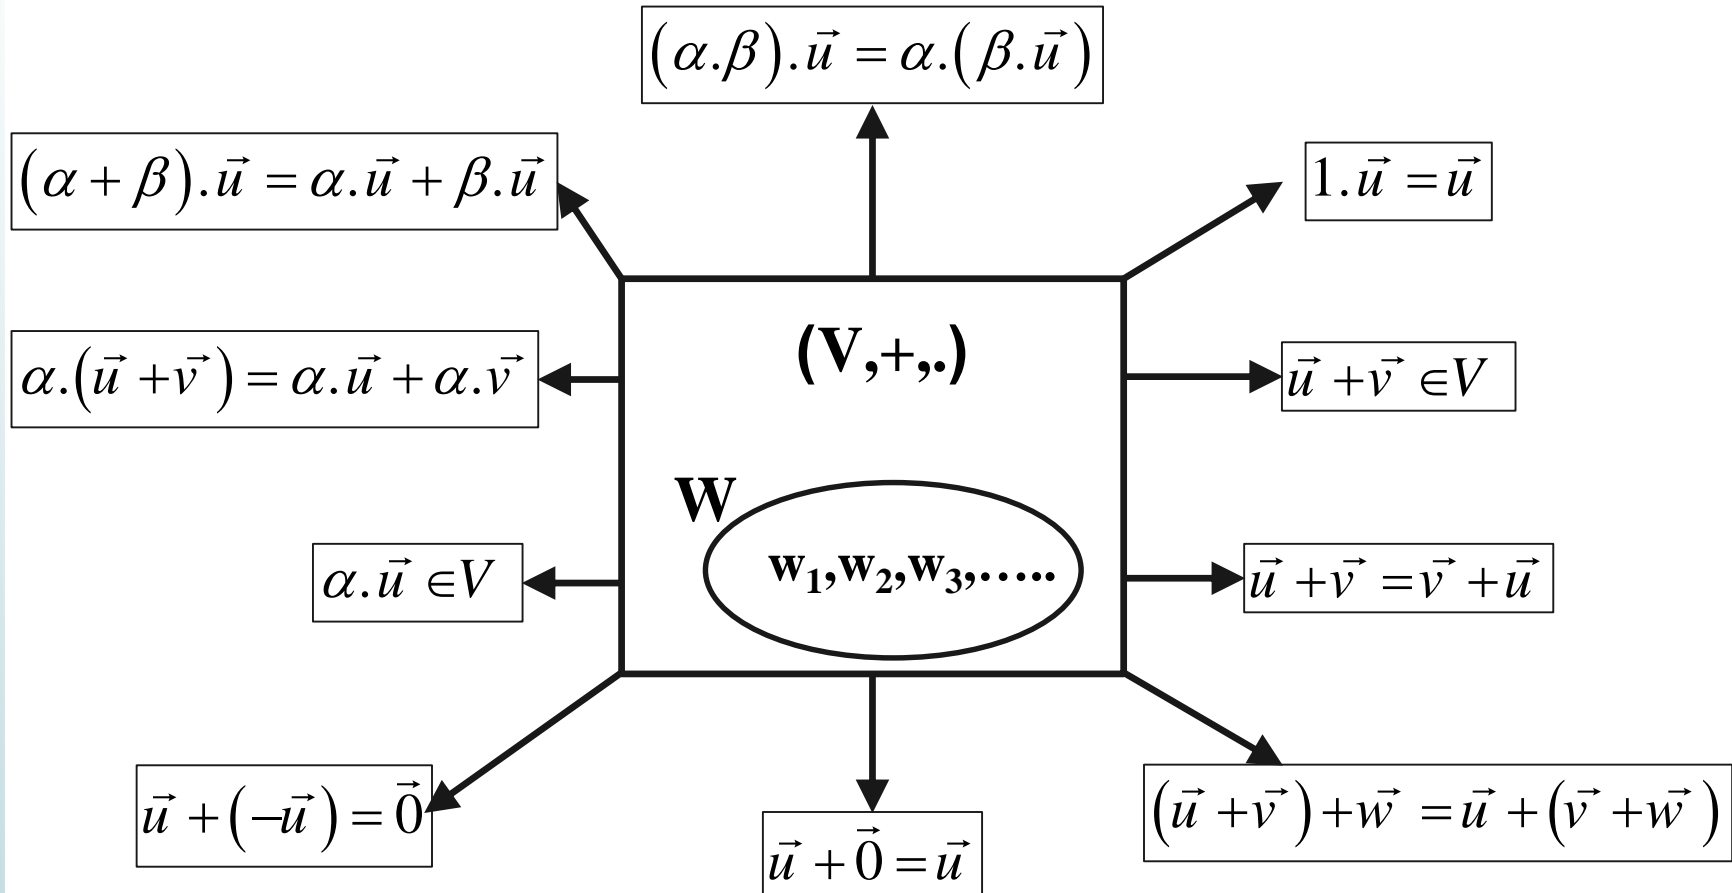 (α.β).u⃗ = α.(β.u⃗)
(α + β).u⃗ = α.u⃗ + β.u⃗
1.u⃗ = u⃗
(V,+,.)
α.(u⃗ + v⃗) = α.u⃗ + α.v⃗
u⃗ + v⃗ ∈ V
W
w₁,w₂,w₃,.....
α.u⃗ ∈ V
u⃗ + v⃗ = v⃗ + u⃗
u⃗ + (−u⃗) = 0⃗
u⃗ + 0⃗ = u⃗
(u⃗ + v⃗) + w⃗ = u⃗ + (v⃗ + w⃗)